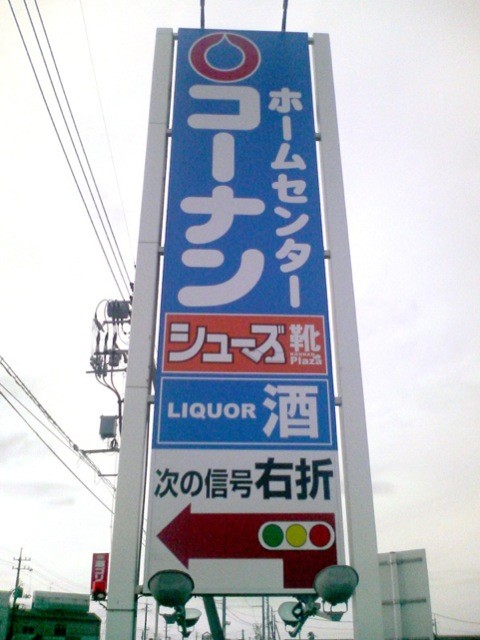 ホームセンター
コーナン
シューズ 靴
Plaza
LIQUOR 酒
次の信号右折